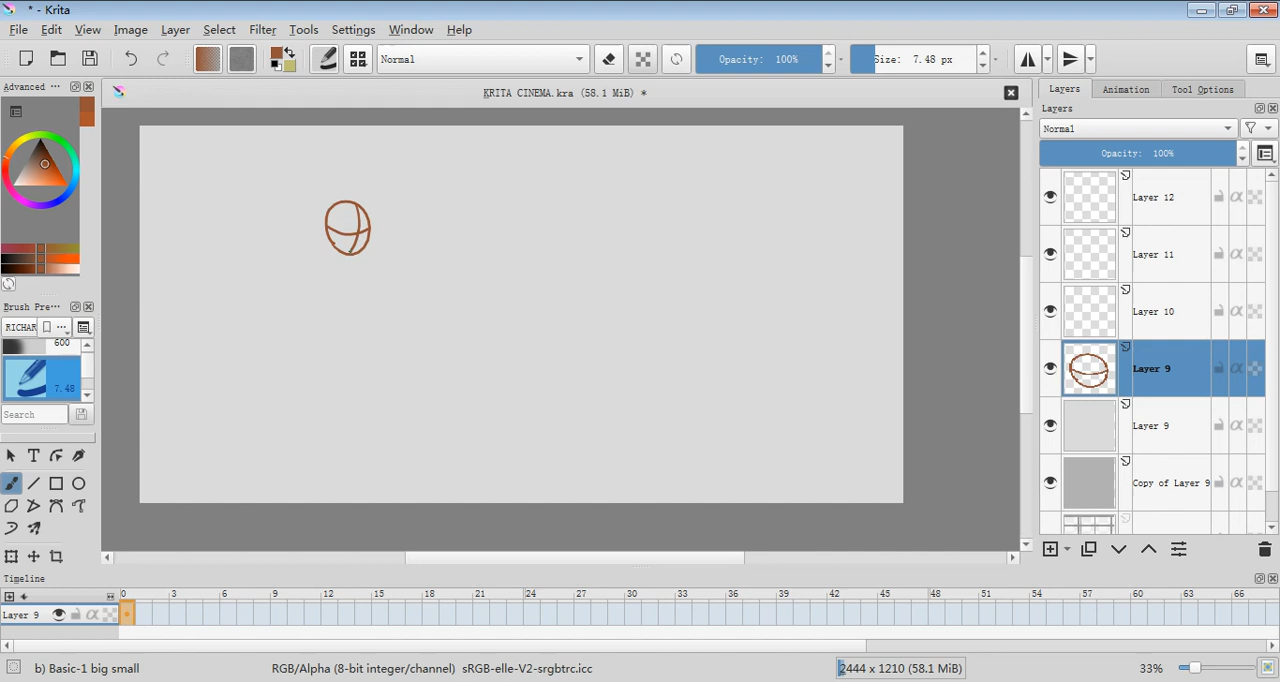 * - Krita
File Edit View Image Layer Select Filter Tools Settings Window Help
Normal Opacity: 100% Size: 7.48 px
Advanced ···
KRITA CINEMA.kra (58.1 MiB) *
Layers Animation Tool Options
Layers
Normal
Opacity: 100%
Layer 12
Layer 11
Layer 10
Layer 9
Layer 9
Copy of Layer 9
Brush Pre···
RICHAR ...
600
7.48
Search
Timeline
0 3 6 9 12 15 18 21 24 27 30 33 36 39 42 45 48 51 54 57 60 63 66
Layer 9
b) Basic-1 big small RGB/Alpha (8-bit integer/channel) sRGB-elle-V2-srgbtrc.icc 2444 x 1210 (58.1 MiB) 33%